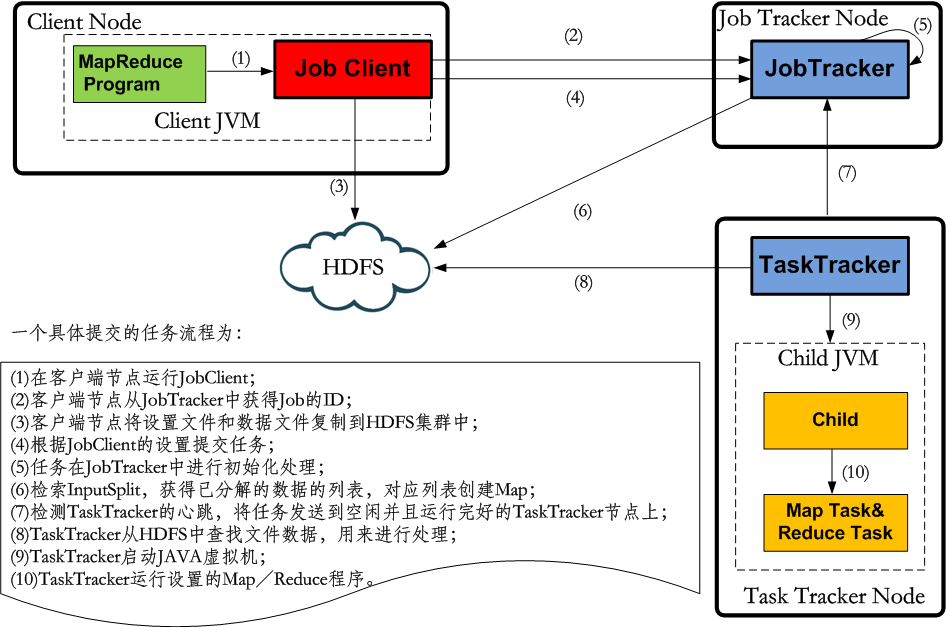 Client Node
MapReduce
Program
(1)
Job Client
Client JVM
(2)
(4)
Job Tracker Node
(5)
JobTracker
(3)
(6)
(7)
HDFS
(8)
TaskTracker
(9)
Child JVM
Child
(10)
Map Task&
Reduce Task
Task Tracker Node
一个具体提交的任务流程为：
(1)在客户端节点运行JobClient；
(2)客户端节点从JobTracker中获得Job的ID；
(3)客户端节点将设置文件和数据文件复制到HDFS集群中；
(4)根据JobClient的设置提交任务；
(5)任务在JobTracker中进行初始化处理；
(6)检索InputSplit，获得已分解的数据的列表，对应列表创建Map；
(7)检测TaskTracker的心跳，将任务发送到空闲并且运行完好的TaskTracker节点上；
(8)TaskTracker从HDFS中查找文件数据，用来进行处理；
(9)TaskTracker启动JAVA虚拟机；
(10)TaskTracker运行设置的Map／Reduce程序。